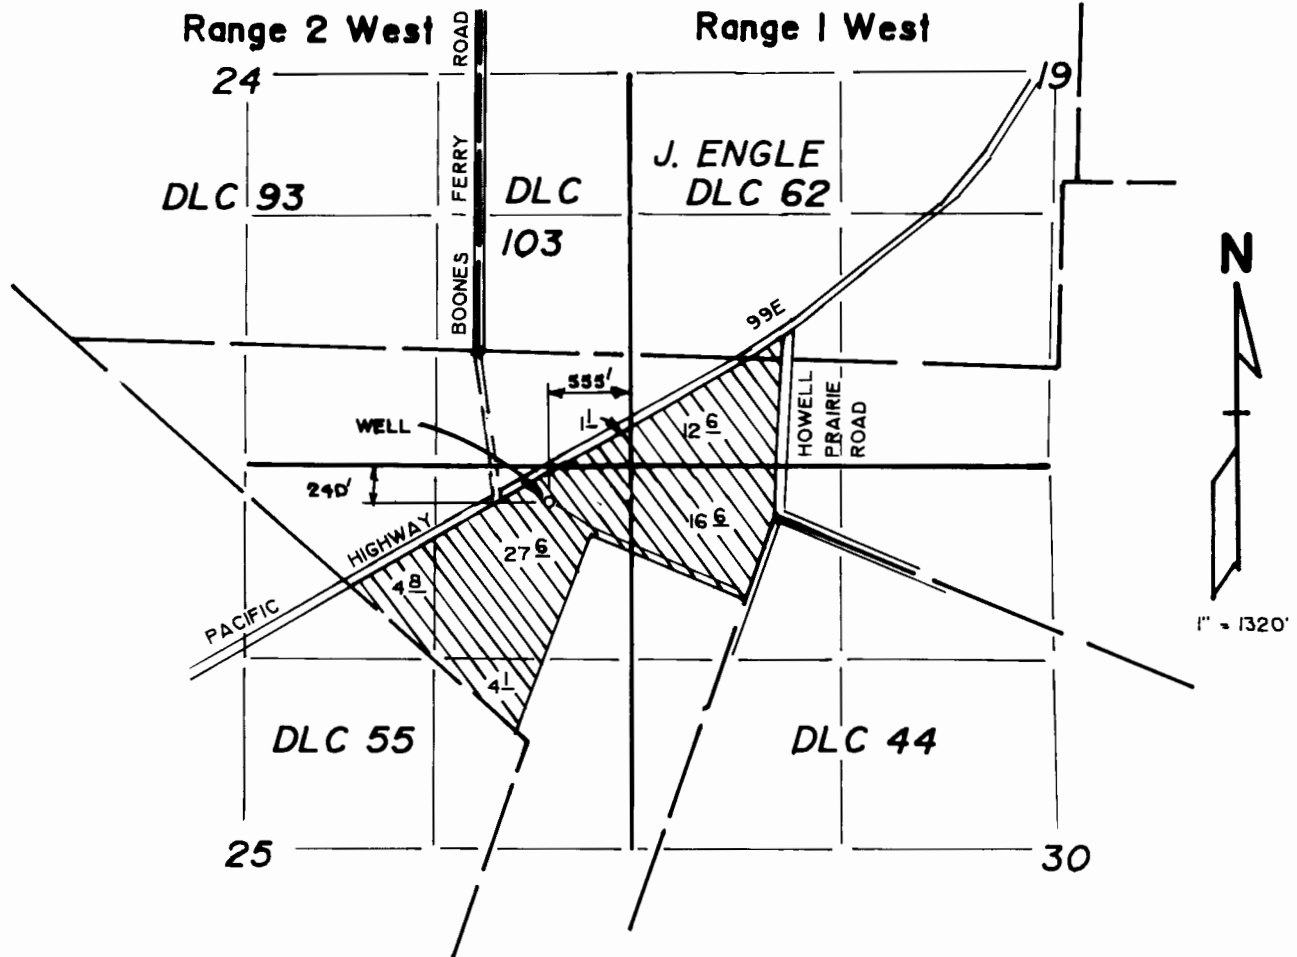 Range 2 West
Range 1 West
BOONES FERRY ROAD
24
19
J. ENGLE
DLC 62
DLC 93
DLC
103
N
99E
555'
1 1
12 6
WELL
HOWELL
PRAIRIE
ROAD
240'
16 6
27 6
PACIFIC HIGHWAY
4 8
1" = 1320'
4 1
DLC 55
DLC 44
25
30